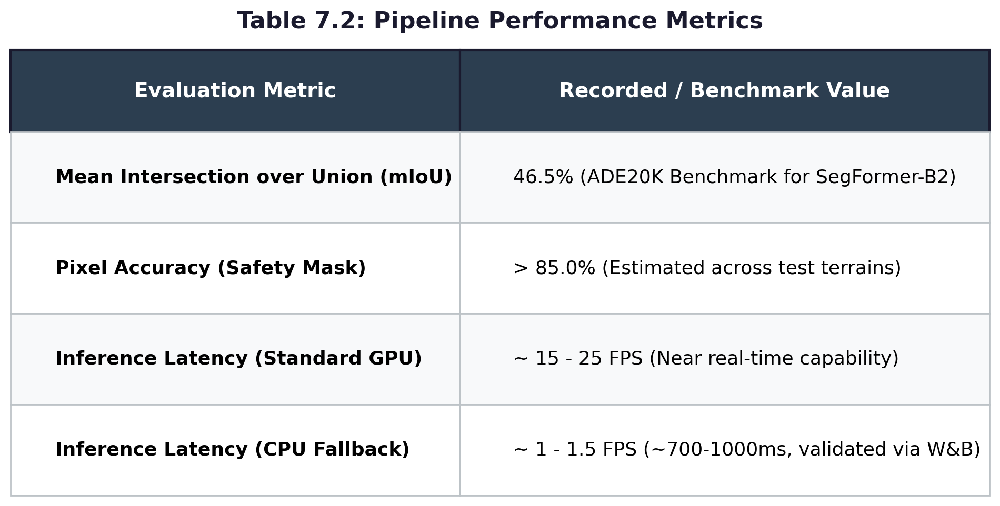 Table 7.2: Pipeline Performance Metrics
Evaluation Metric Recorded / Benchmark Value
Mean Intersection over Union (mIoU) 46.5% (ADE20K Benchmark for SegFormer-B2)
Pixel Accuracy (Safety Mask) > 85.0% (Estimated across test terrains)
Inference Latency (Standard GPU) ~ 15 - 25 FPS (Near real-time capability)
Inference Latency (CPU Fallback) ~ 1 - 1.5 FPS (~700-1000ms, validated via W&B)